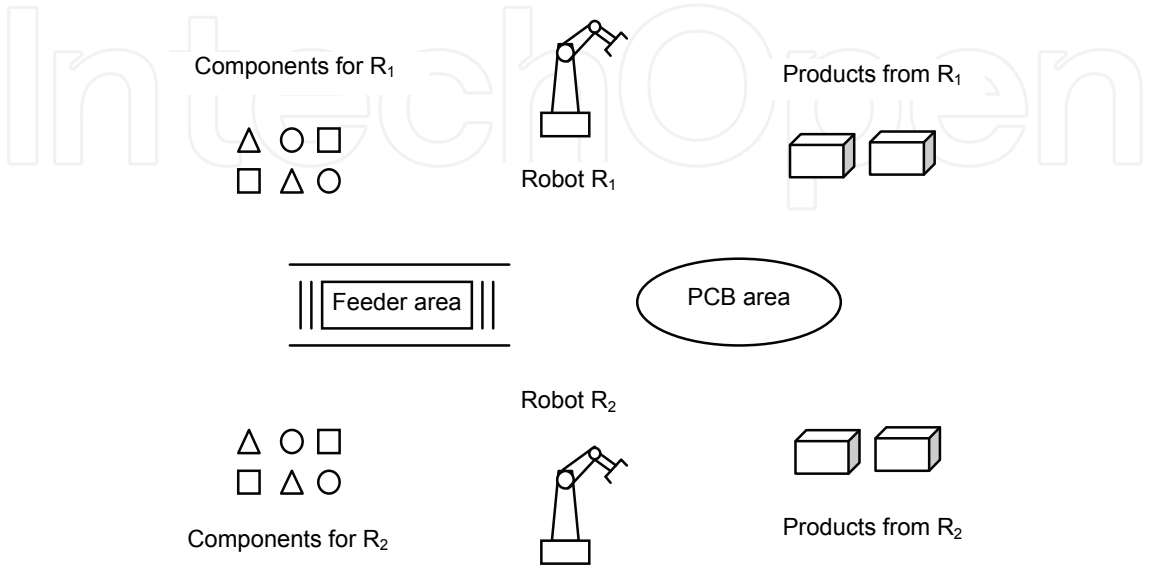 IntechOpen
Components for R₁
Products from R₁
Robot R₁
Feeder area
PCB area
Robot R₂
Components for R₂
Products from R₂